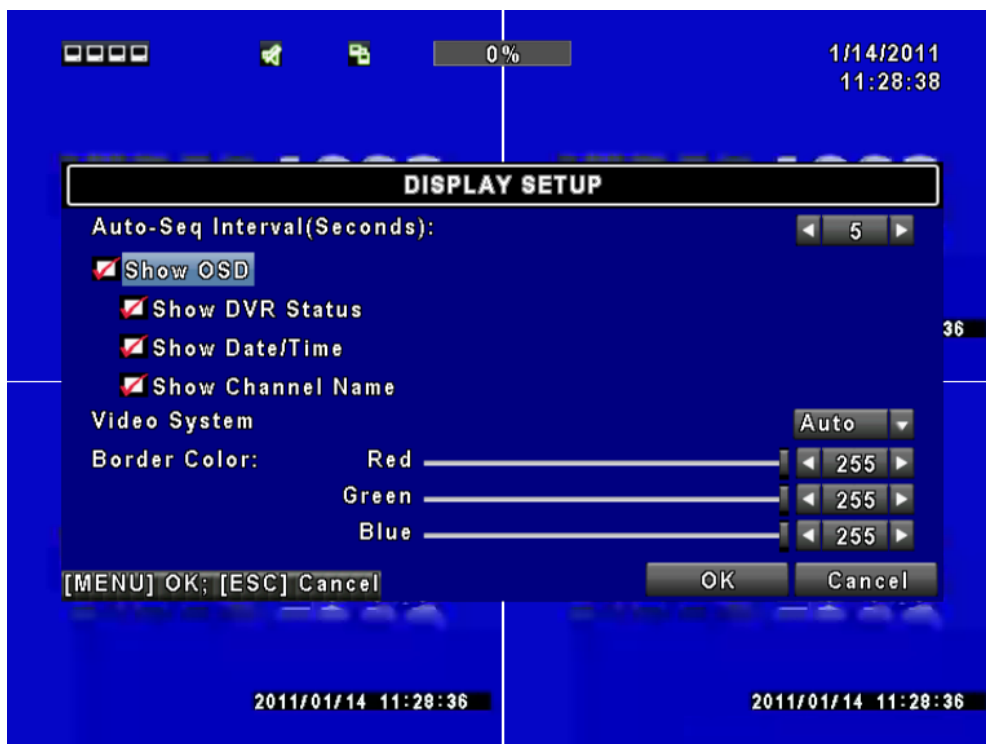 0%
1/14/2011
11:28:38
DISPLAY SETUP
Auto-Seq Interval(Seconds):
5
Show OSD
Show DVR Status
36
Show Date/Time
Show Channel Name
Video System
Auto
Border Color:
Red
255
Green
255
Blue
255
[MENU] OK; [ESC] Cancel
OK
Cancel
2011/01/14 11:28:36
2011/01/14 11:28:36